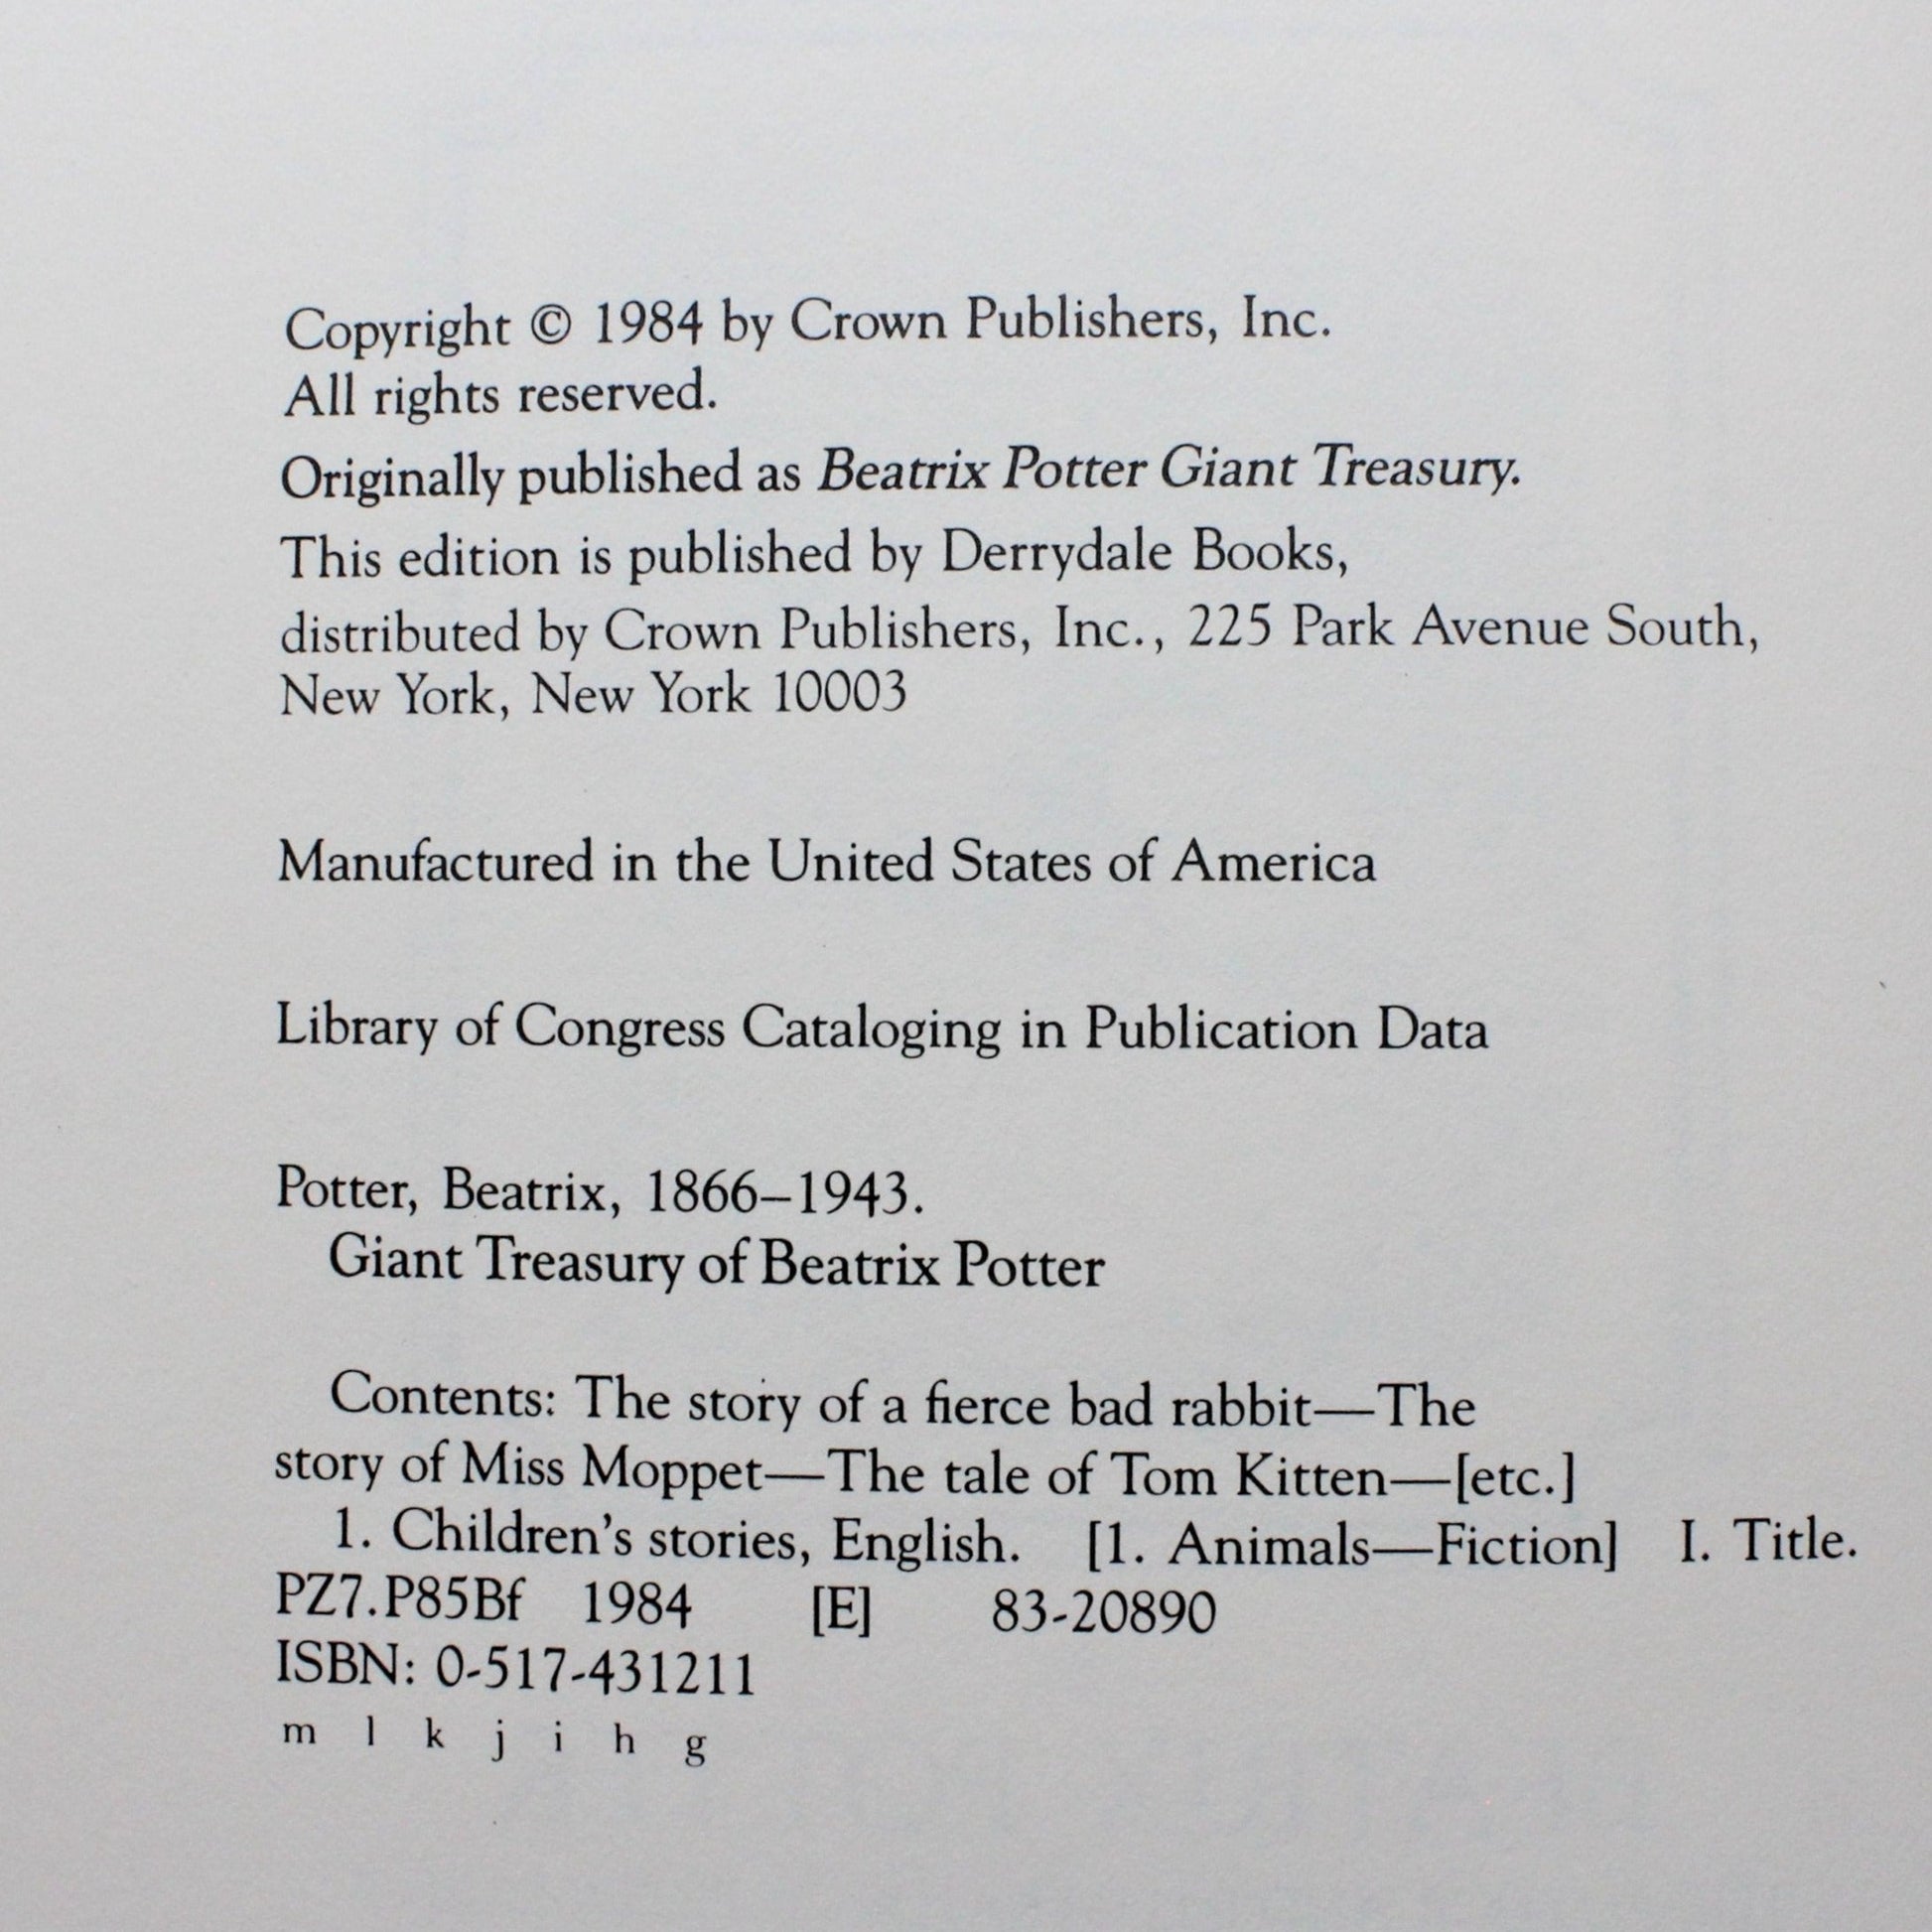 Copyright © 1984 by Crown Publishers, Inc.
All rights reserved.
Originally published as Beatrix Potter Giant Treasury.
This edition is published by Derrydale Books,
distributed by Crown Publishers, Inc., 225 Park Avenue South,
New York, New York 10003
Manufactured in the United States of America
Library of Congress Cataloging in Publication Data
Potter, Beatrix, 1866–1943.
Giant Treasury of Beatrix Potter
Contents: The story of a fierce bad rabbit—The
story of Miss Moppet—The tale of Tom Kitten—[etc.]
1. Children's stories, English. [1. Animals—Fiction] I. Title.
PZ7.P85Bf 1984 [E] 83-20890
ISBN: 0-517-431211
m l k j i h g